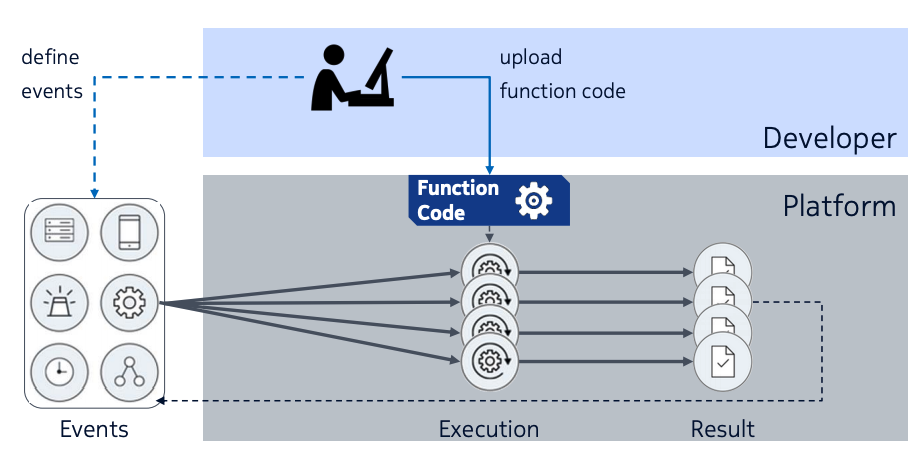 define
events
upload
function code
Developer
Function
Code
Platform
Events
Execution
Result